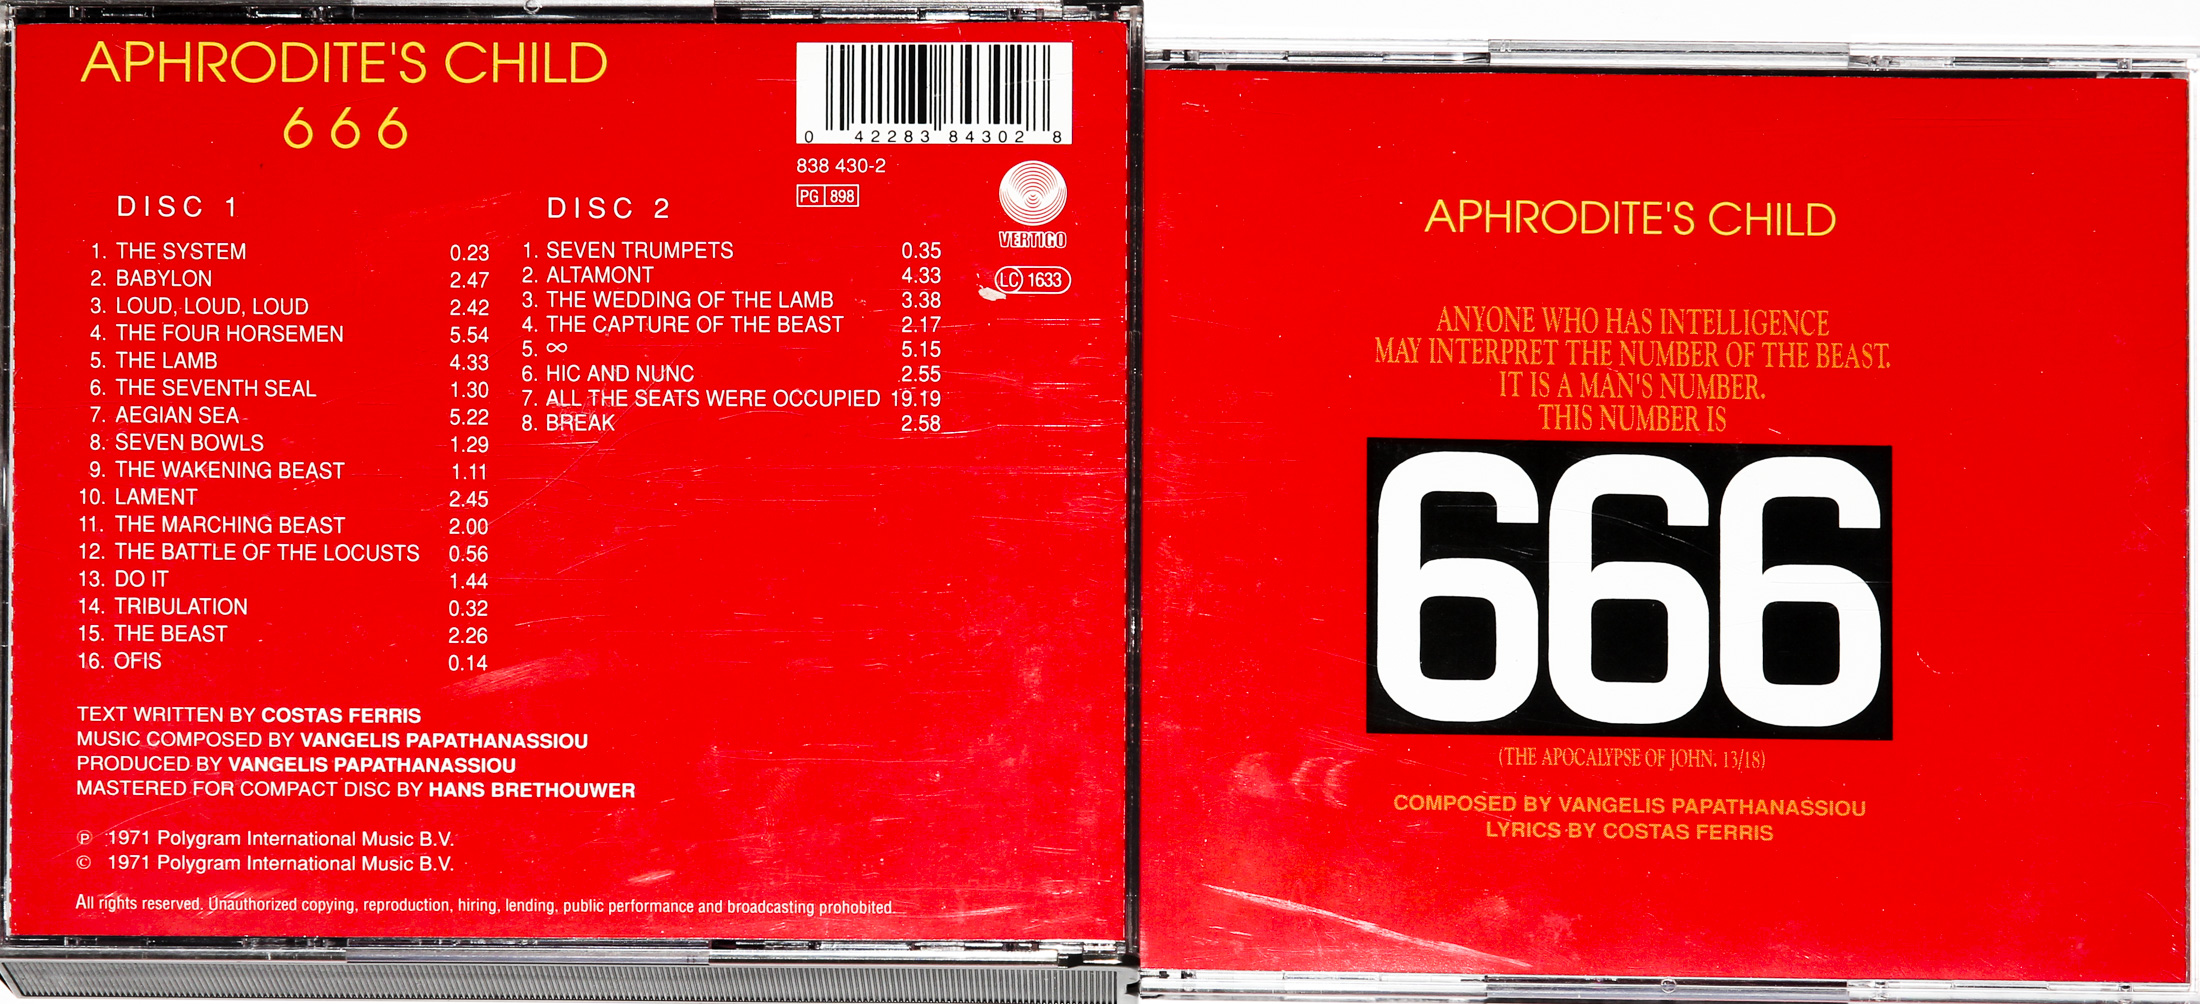 APHRODITE'S CHILD
6 6 6
0 42283 84302 8
838 430-2
PG 898
VERTIGO
LC 1633
DISC 1
1. THE SYSTEM 0.23
2. BABYLON 2.47
3. LOUD, LOUD, LOUD 2.42
4. THE FOUR HORSEMEN 5.54
5. THE LAMB 4.33
6. THE SEVENTH SEAL 1.30
7. AEGIAN SEA 5.22
8. SEVEN BOWLS 1.29
9. THE WAKENING BEAST 1.11
10. LAMENT 2.45
11. THE MARCHING BEAST 2.00
12. THE BATTLE OF THE LOCUSTS 0.56
13. DO IT 1.44
14. TRIBULATION 0.32
15. THE BEAST 2.26
16. OFIS 0.14
DISC 2
1. SEVEN TRUMPETS 0.35
2. ALTAMONT 4.33
3. THE WEDDING OF THE LAMB 3.38
4. THE CAPTURE OF THE BEAST 2.17
5. ∞ 5.15
6. HIC AND NUNC 2.55
7. ALL THE SEATS WERE OCCUPIED 19.19
8. BREAK 2.58
TEXT WRITTEN BY COSTAS FERRIS
MUSIC COMPOSED BY VANGELIS PAPATHANASSIOU
PRODUCED BY VANGELIS PAPATHANASSIOU
MASTERED FOR COMPACT DISC BY HANS BRETHOUWER
℗ 1971 Polygram International Music B.V.
© 1971 Polygram International Music B.V.
All rights reserved. Unauthorized copying, reproduction, hiring, lending, public performance and broadcasting prohobited.
APHRODITE'S CHILD
ANYONE WHO HAS INTELLIGENCE
MAY INTERPRET THE NUMBER OF THE BEAST.
IT IS A MAN'S NUMBER.
THIS NUMBER IS
666
(THE APOCALYPSE OF JOHN. 13/18)
COMPOSED BY VANGELIS PAPATHANASSIOU
LYRICS BY COSTAS FERRIS